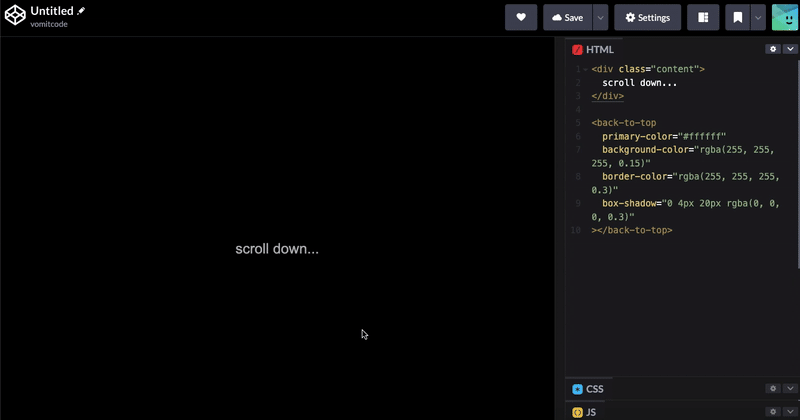 Untitled
vomitcode
Save
Settings
HTML
1 <div class="content">
2 scroll down...
3 </div>
4
5 <back-to-top
6 primary-color="#ffffff"
7 background-color="rgba(255, 255,
255, 0.15)"
8 border-color="rgba(255, 255, 255,
0.3)"
9 box-shadow="0 4px 20px rgba(0, 0,
0, 0.3)"
10 ></back-to-top>
scroll down...
CSS
JS